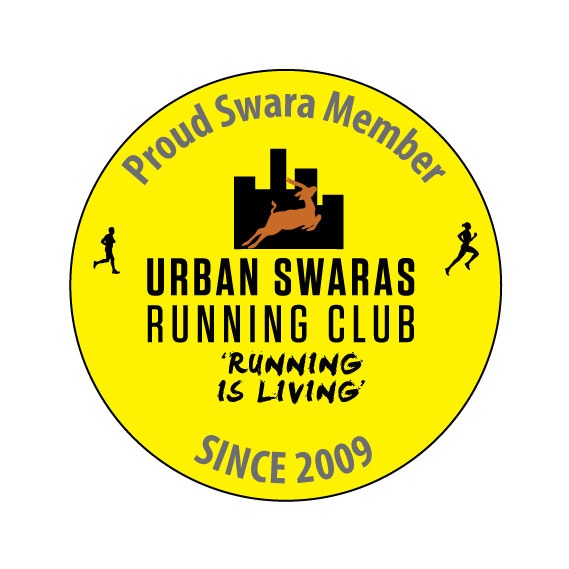 Proud Swara Member
URBAN SWARAS
RUNNING CLUB
‘RUNNING
IS LIVING’
SINCE 2009